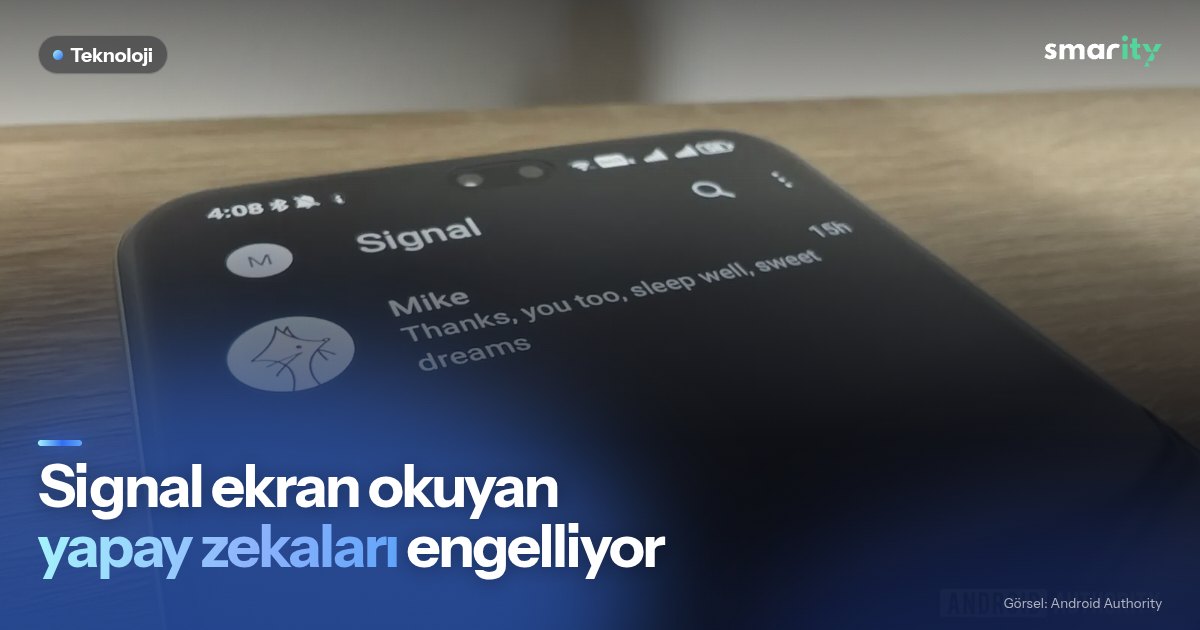 Teknoloji
smarity
4:08
Signal
M
15h
Mike
Thanks, you too, sleep well, sweet
dreams
Signal ekran okuyan
yapay zekaları engelliyor
ANDROID
Görsel: Android Authority